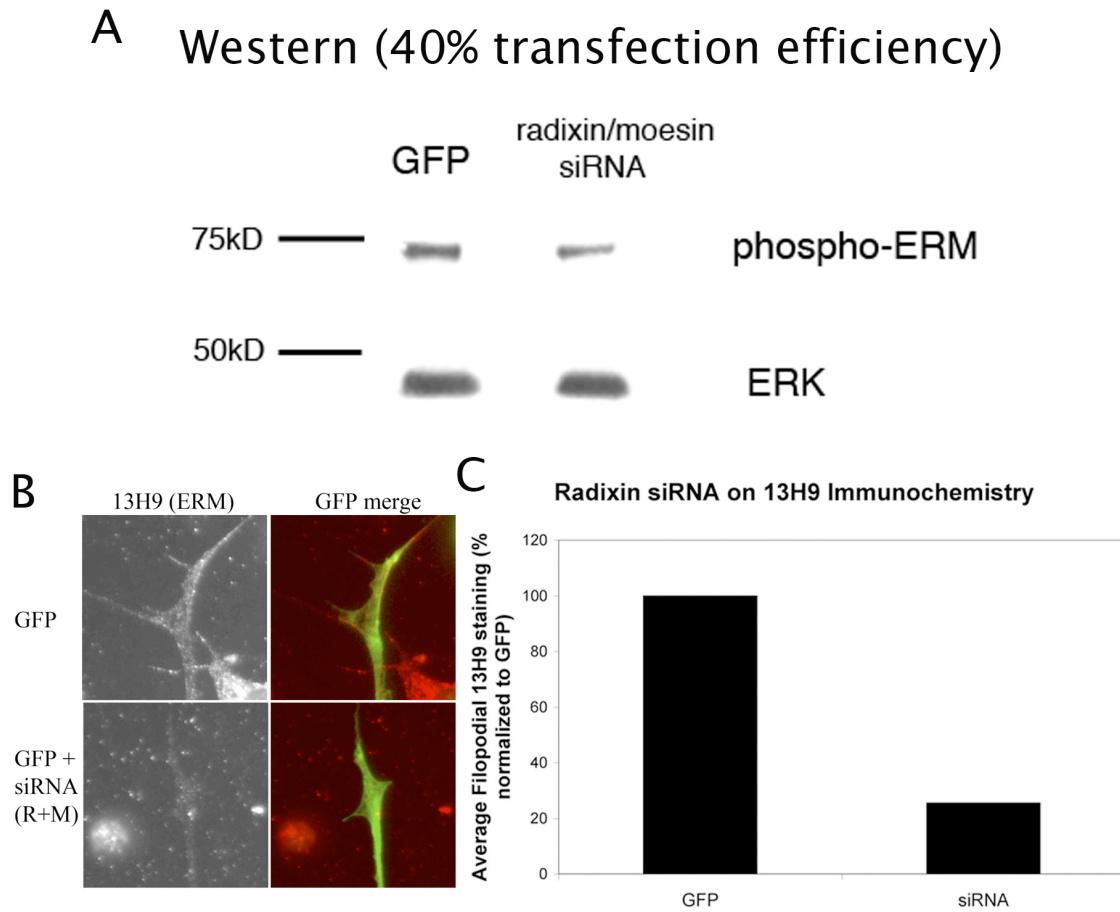 A
Western (40% transfection efficiency)
GFP
radixin/moesin
siRNA
75kD
phospho-ERM
50kD
ERK
B
13H9 (ERM)
GFP merge
GFP
GFP +
siRNA
(R+M)
C
Radixin siRNA on 13H9 Immunochemistry
Average Filopodial 13H9 staining (%
normalized to GFP)
120
100
80
60
40
20
0
GFP
siRNA